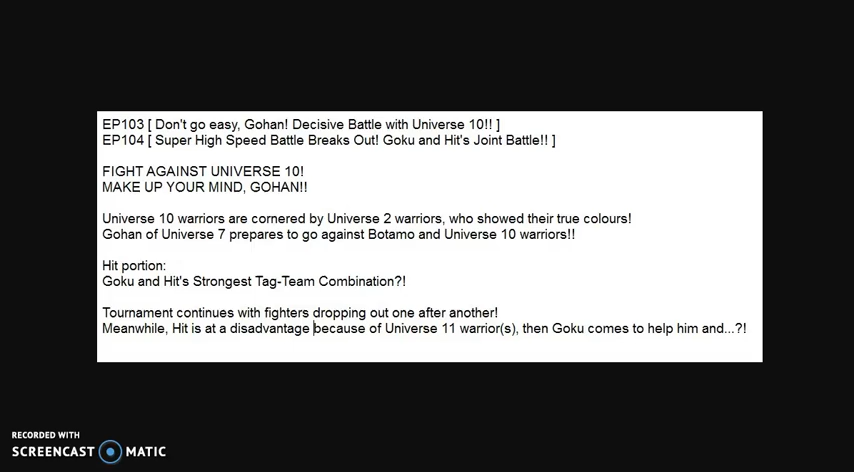 EP103 [ Don't go easy, Gohan! Decisive Battle with Universe 10!! ]
EP104 [ Super High Speed Battle Breaks Out! Goku and Hit's Joint Battle!! ]
FIGHT AGAINST UNIVERSE 10!
MAKE UP YOUR MIND, GOHAN!!
Universe 10 warriors are cornered by Universe 2 warriors, who showed their true colours!
Gohan of Universe 7 prepares to go against Botamo and Universe 10 warriors!!
Hit portion:
Goku and Hit's Strongest Tag-Team Combination?!
Tournament continues with fighters dropping out one after another!
Meanwhile, Hit is at a disadvantage because of Universe 11 warrior(s), then Goku comes to help him and...?!
RECORDED WITH
SCREENCAST MATIC